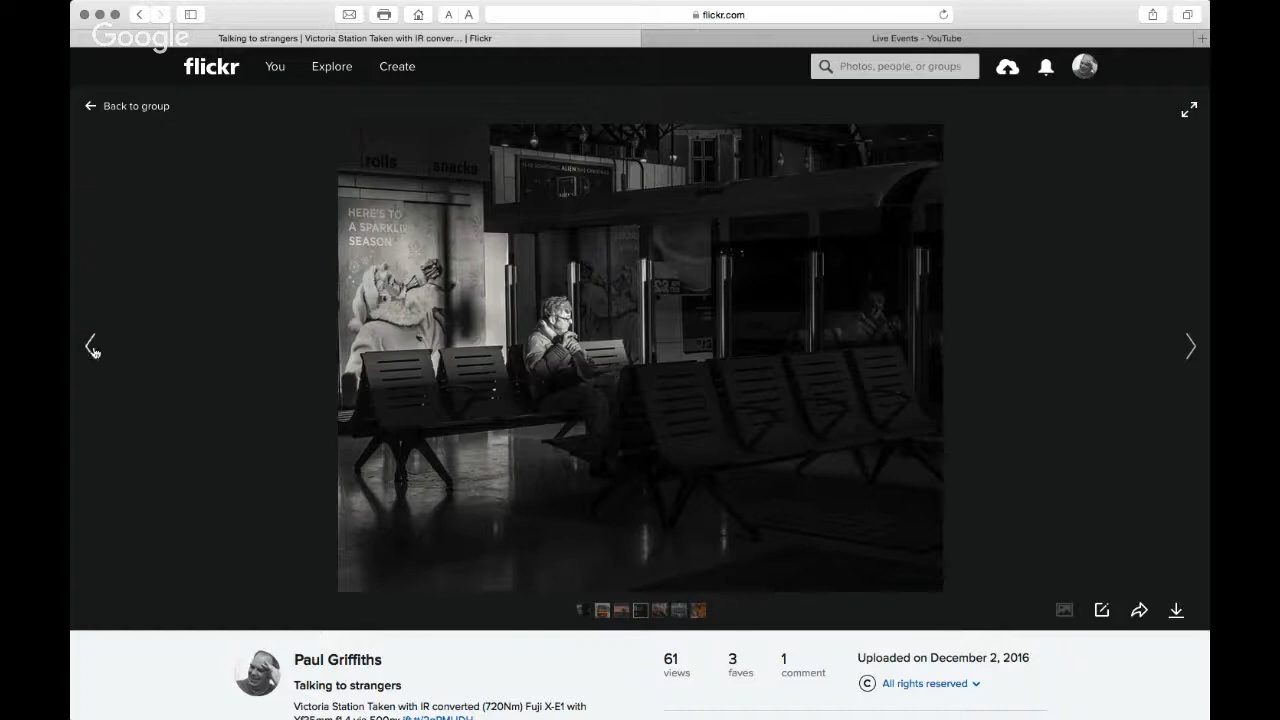 flickr.com
Google
Talking to strangers | Victoria Station Taken with IR conver... | Flickr
Live Events - YouTube
flickr
You
Explore
Create
Photos, people, or groups
Back to group
rolls
snacks
HERE'S TO
A SPARKLI
SEASON
ALIEN
Paul Griffiths
Talking to strangers
Victoria Station Taken with IR converted (720Nm) Fuji X-E1 with
61
views
3
faves
1
comment
Uploaded on December 2, 2016
All rights reserved